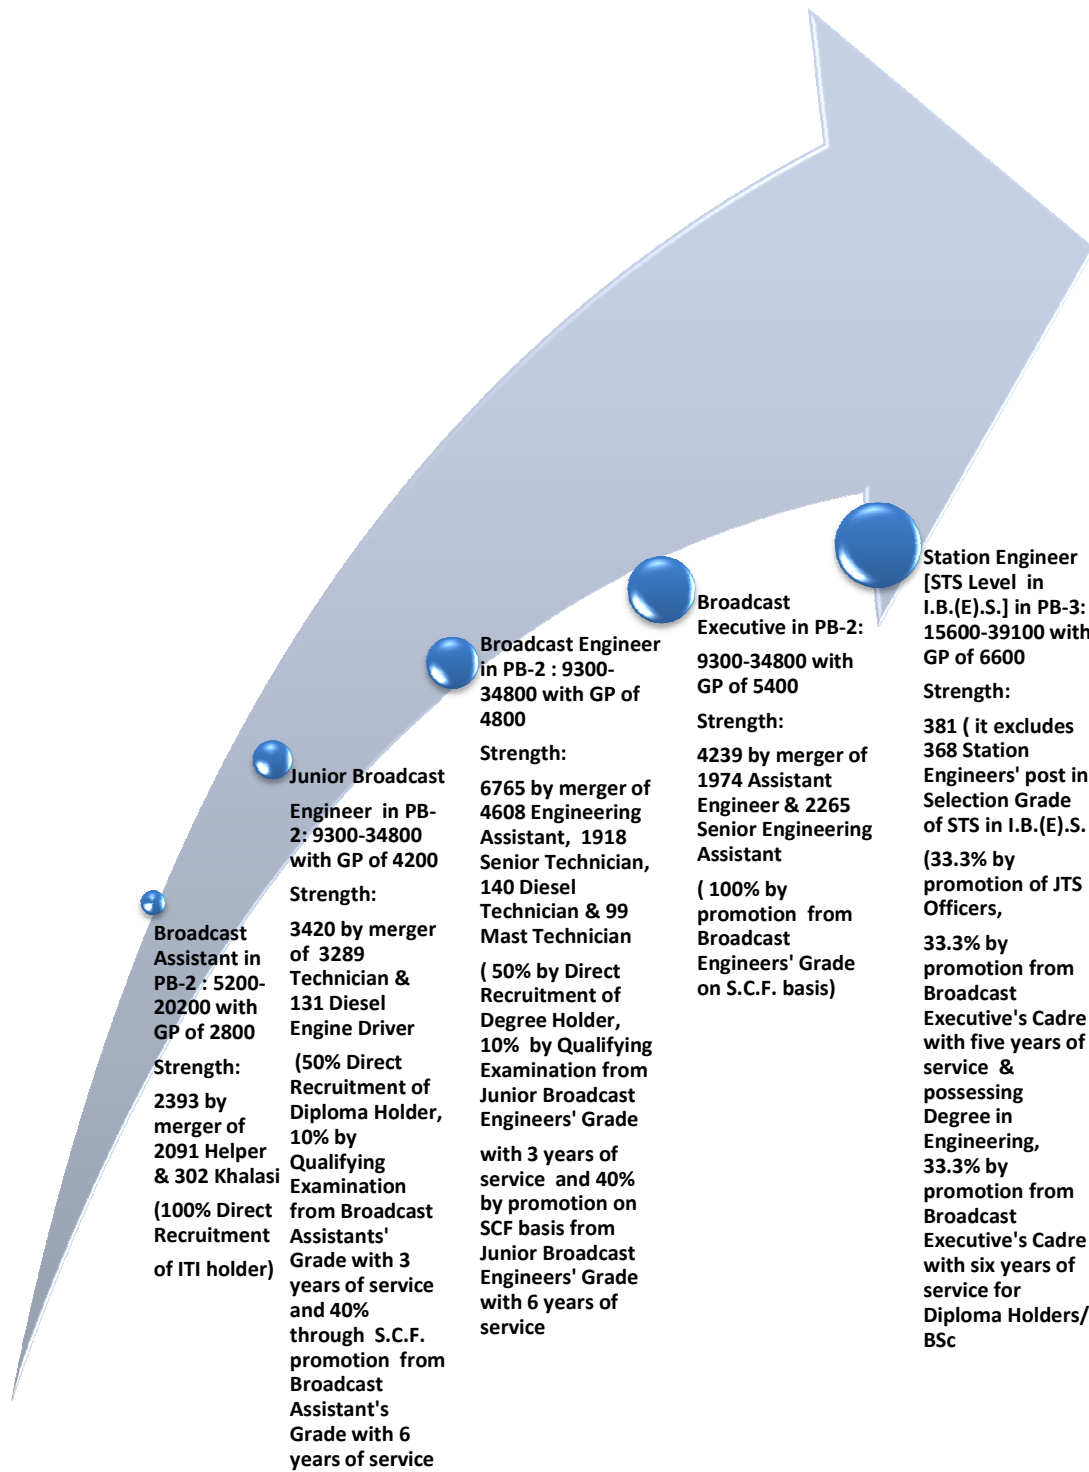 Broadcast
Assistant in
PB-2 : 5200-
20200 with
GP of 2800
Strength:
2393 by
merger of
2091 Helper
& 302 Khalasi
(100% Direct
Recruitment
of ITI holder)
Junior Broadcast
Engineer in PB-
2: 9300-34800
with GP of 4200
Strength:
3420 by merger
of 3289
Technician &
131 Diesel
Engine Driver
(50% Direct
Recruitment of
Diploma Holder,
10% by
Qualifying
Examination
from Broadcast
Assistants'
Grade with 3
years of service
and 40%
through S.C.F.
promotion from
Broadcast
Assistant's
Grade with 6
years of service
Broadcast Engineer
in PB-2 : 9300-
34800 with GP of
4800
Strength:
6765 by merger of
4608 Engineering
Assistant, 1918
Senior Technician,
140 Diesel
Technician & 99
Mast Technician
( 50% by Direct
Recruitment of
Degree Holder,
10% by Qualifying
Examination from
Junior Broadcast
Engineers' Grade
with 3 years of
service and 40%
by promotion on
SCF basis from
Junior Broadcast
Engineers' Grade
with 6 years of
service
Broadcast
Executive in PB-2:
9300-34800 with
GP of 5400
Strength:
4239 by merger of
1974 Assistant
Engineer & 2265
Senior Engineering
Assistant
( 100% by
promotion from
Broadcast
Engineers' Grade
on S.C.F. basis)
Station Engineer
[STS Level in
I.B.(E).S.] in PB-3:
15600-39100 with
GP of 6600
Strength:
381 ( it excludes
368 Station
Engineers' post in
Selection Grade
of STS in I.B.(E).S.
(33.3% by
promotion of JTS
Officers,
33.3% by
promotion from
Broadcast
Executive's Cadre
with five years of
service &
possessing
Degree in
Engineering,
33.3% by
promotion from
Broadcast
Executive's Cadre
with six years of
service for
Diploma Holders/
BSc